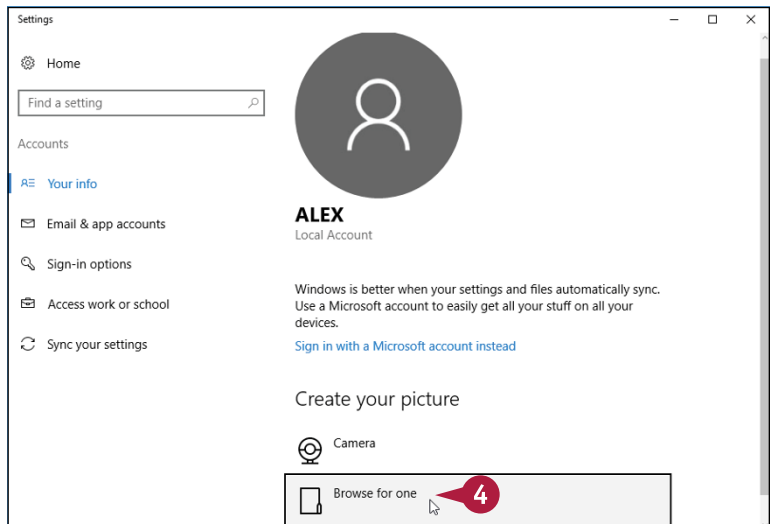 Settings
Home
Find a setting
Accounts
Your info
Email & app accounts
Sign-in options
Access work or school
Sync your settings
ALEX
Local Account
Windows is better when your settings and files automatically sync.
Use a Microsoft account to easily get all your stuff on all your
devices.
Sign in with a Microsoft account instead
Create your picture
Camera
Browse for one
4